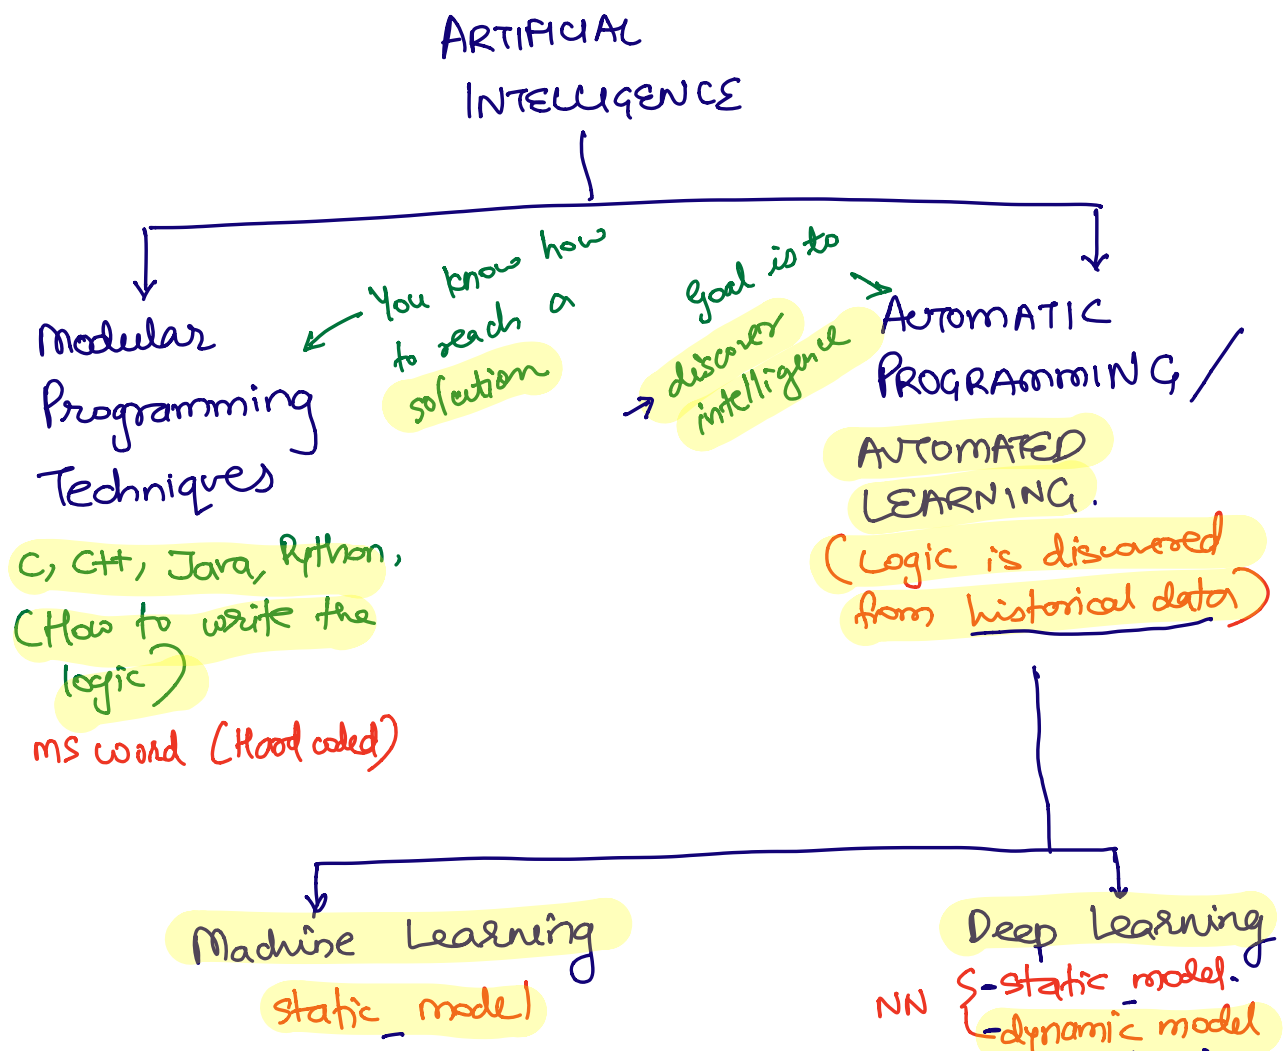 ARTIFICIAL
INTELLIGENCE
You know how
to reach a
solution
Goal is to
discover
intelligence
Modular
Programming
Techniques
C, C++, Java, Python,
(How to write the
logic)
MS word (Hard coded)
AUTOMATIC
PROGRAMMING /
AUTOMATED
LEARNING.
(Logic is discovered
from historical data)
Machine Learning
static model
Deep Learning
NN { - static model.
- dynamic model